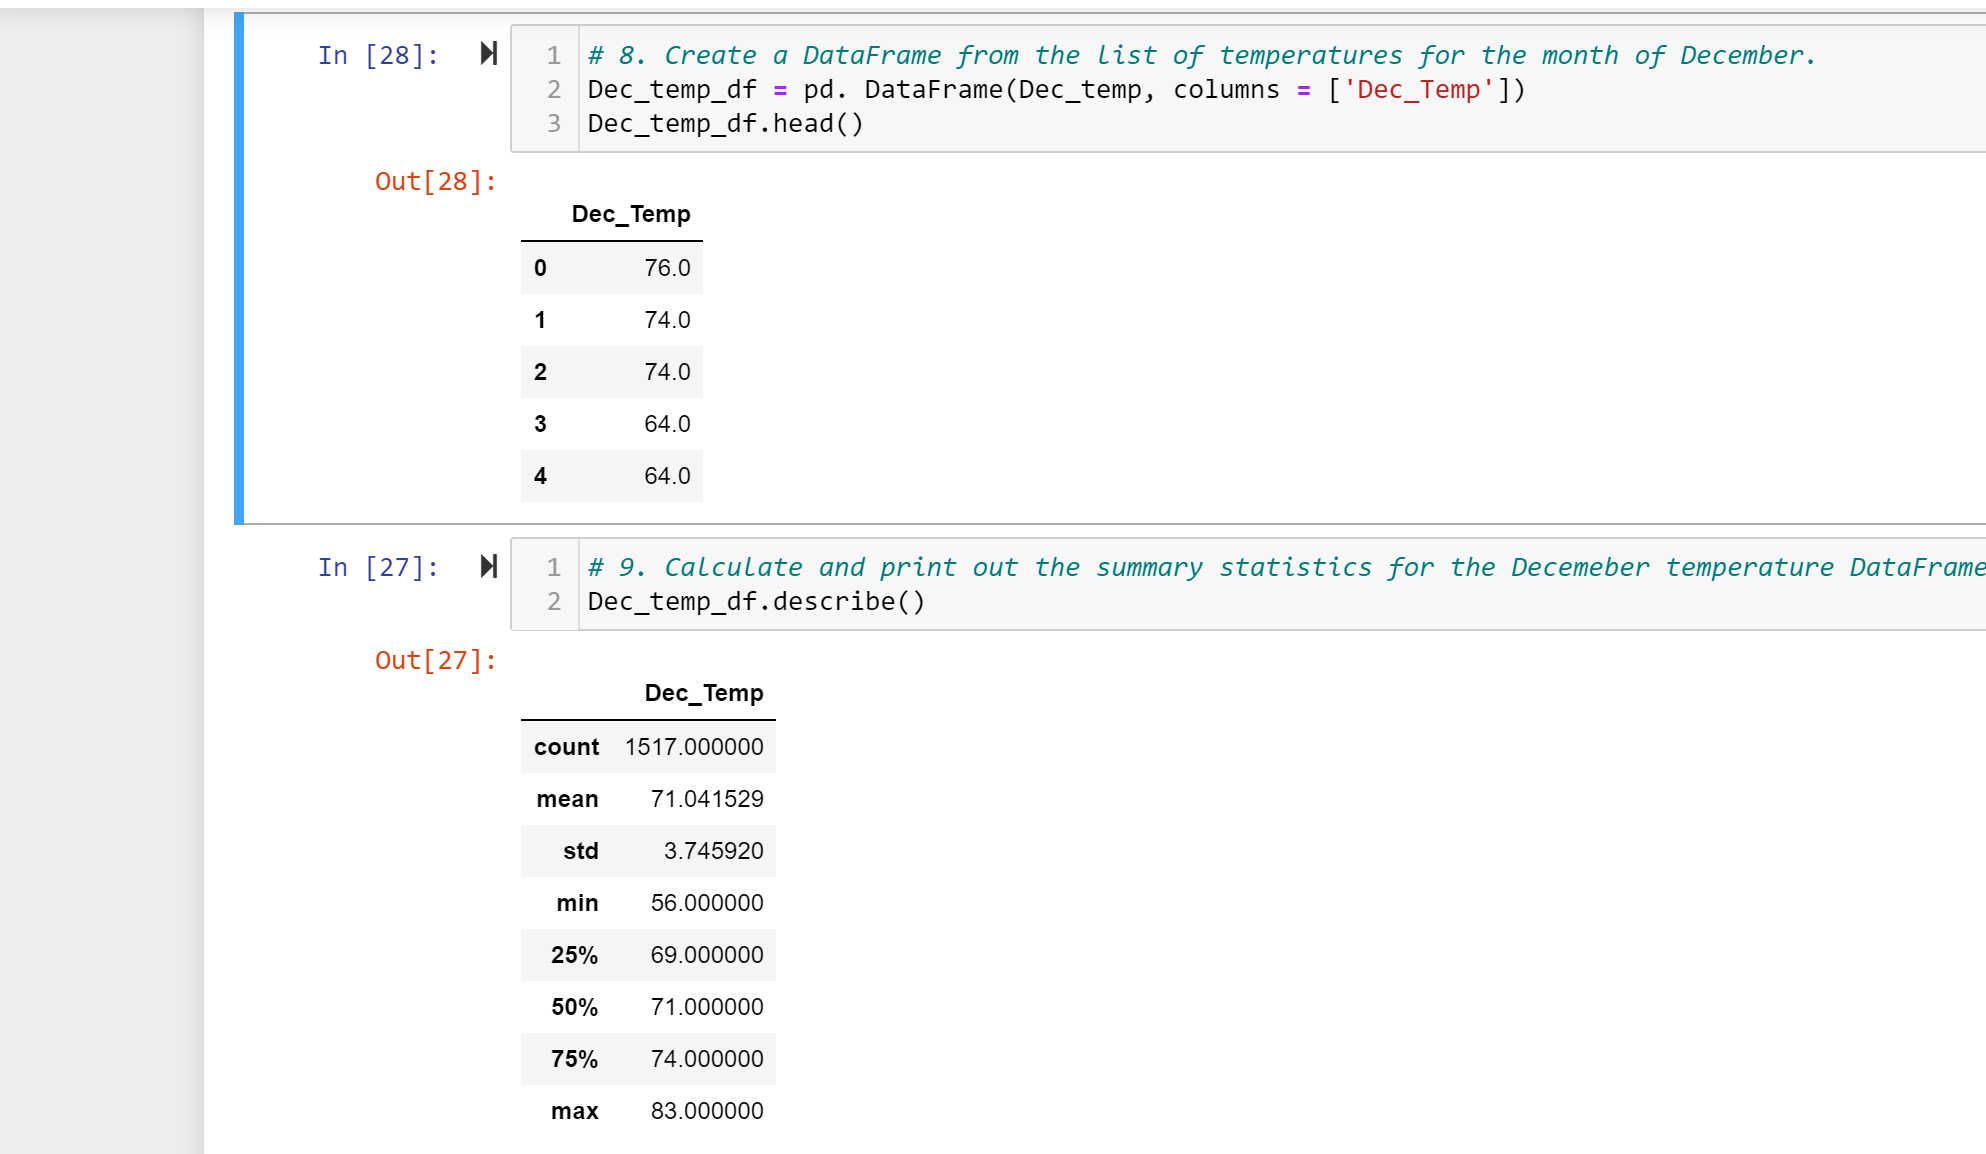 In [28]:
1 # 8. Create a DataFrame from the list of temperatures for the month of December.
2 Dec_temp_df = pd. DataFrame(Dec_temp, columns = ['Dec_Temp'])
3 Dec_temp_df.head()
Out[28]:
Dec_Temp
0 76.0
1 74.0
2 74.0
3 64.0
4 64.0
In [27]:
1 # 9. Calculate and print out the summary statistics for the Decemeber temperature DataFrame
2 Dec_temp_df.describe()
Out[27]:
Dec_Temp
count 1517.000000
mean 71.041529
std 3.745920
min 56.000000
25% 69.000000
50% 71.000000
75% 74.000000
max 83.000000